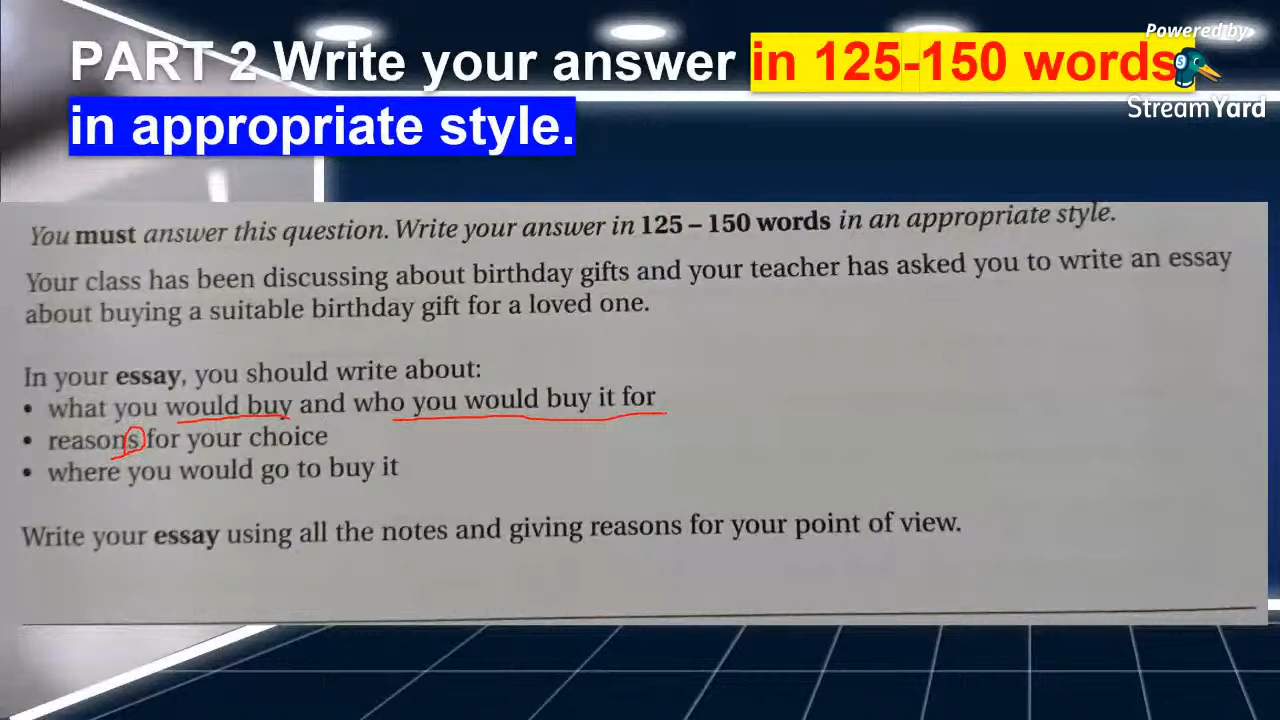 PART 2 Write your answer in 125-150 words
in appropriate style.
Powered by
StreamYard
You must answer this question. Write your answer in 125 – 150 words in an appropriate style.
Your class has been discussing about birthday gifts and your teacher has asked you to write an essay
about buying a suitable birthday gift for a loved one.
In your essay, you should write about:
• what you would buy and who you would buy it for
• reasons for your choice
• where you would go to buy it
Write your essay using all the notes and giving reasons for your point of view.